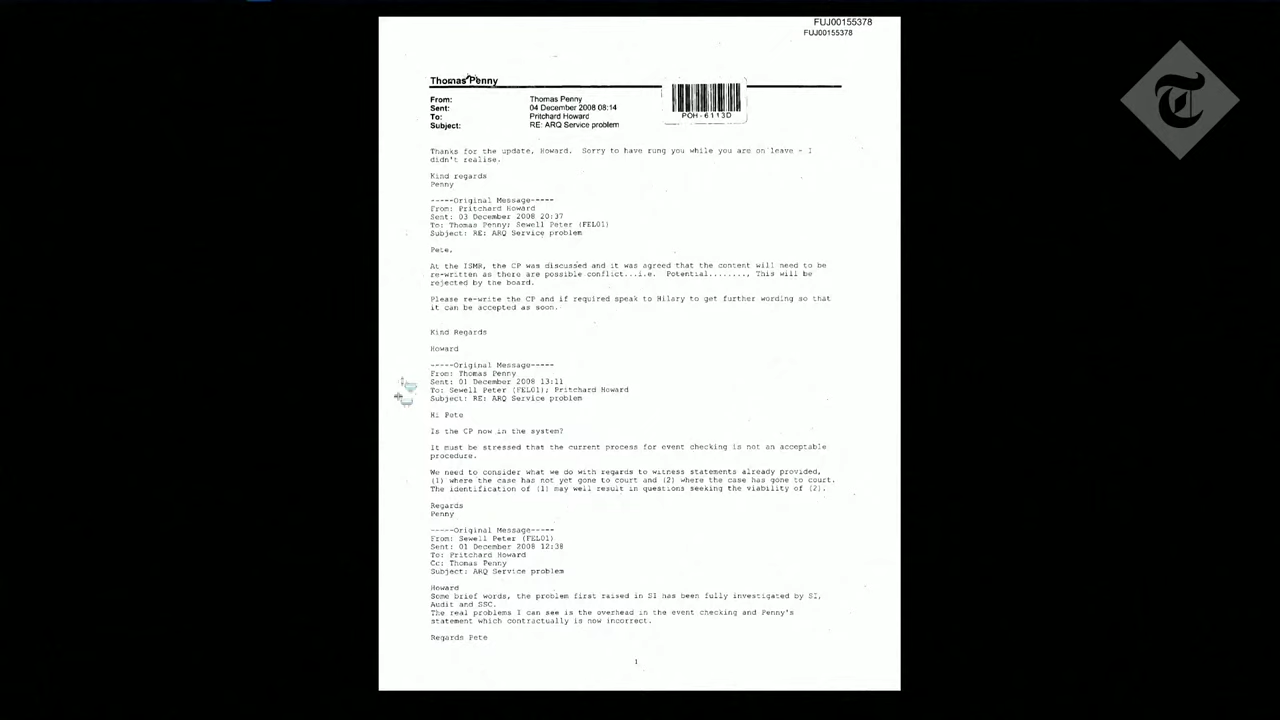 FUJ00155378
FUJ00155378
Thomas Penny
From: Thomas Penny
Sent: 04 December 2008 08:14
To: Pritchard Howard
Subject: RE: ARQ Service problem
POH-6113D
Thanks for the update, Howard. Sorry to have rung you while you are on leave - I
didn't realise.
Kind regards
Penny
-----Original Message-----
From: Pritchard Howard
Sent: 03 December 2008 20:37
To: Thomas Penny; Sewell Peter (FEL01)
Subject: RE: ARQ Service problem
Pete,
At the ISMR, the CP was discussed and it was agreed that the content will need to be
re-written as there are possible conflict...i.e. Potential........, This will be
rejected by the board.
Please re-write the CP and if required speak to Hilary to get further wording so that
it can be accepted as soon.
Kind Regards
Howard
-----Original Message-----
From: Thomas Penny
Sent: 01 December 2008 13:11
To: Sewell Peter (FEL01); Pritchard Howard
Subject: RE: ARQ Service problem
Hi Pete
Is the CP now in the system?
It must be stressed that the current process for event checking is not an acceptable
procedure.
We need to consider what we do with regards to witness statements already provided,
(1) where the case has not yet gone to court and (2) where the case has gone to court.
The identification of (1) may well result in questions seeking the viability of (2).
Regards
Penny
-----Original Message-----
From: Sewell Peter (FEL01)
Sent: 01 December 2008 12:38
To: Pritchard Howard
Cc: Thomas Penny
Subject: ARQ Service problem
Howard
Some brief words, the problem first raised in SI has been fully investigated by SI,
Audit and SSC.
The real problems I can see is the overhead in the event checking and Penny's
statement which contractually is now incorrect.
Regards Pete
1
T